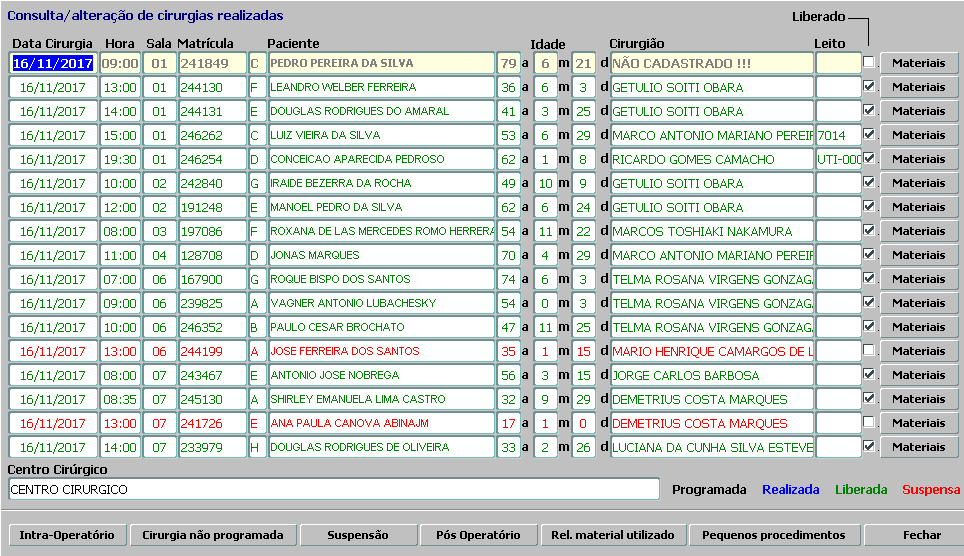 Consulta/alteração de cirurgias realizadas
Liberado
Data Cirurgia Hora Sala Matrícula Paciente Idade Cirurgião Leito
16/11/2017 09:00 01 241849 C PEDRO PEREIRA DA SILVA 79 a 6 m 21 d NÃO CADASTRADO !!! Materiais
16/11/2017 13:00 01 244130 F LEANDRO WELBER FERREIRA 36 a 6 m 3 d GETULIO SOITI OBARA Materiais
16/11/2017 14:00 01 244131 E DOUGLAS RODRIGUES DO AMARAL 41 a 3 m 25 d GETULIO SOITI OBARA Materiais
16/11/2017 15:00 01 246262 C LUIZ VIEIRA DA SILVA 53 a 6 m 29 d MARCO ANTONIO MARIANO PEREIR 7014 Materiais
16/11/2017 19:30 01 246254 D CONCEICAO APARECIDA PEDROSO 62 a 1 m 8 d RICARDO GOMES CAMACHO UTI-000 Materiais
16/11/2017 10:00 02 242840 G IRAIDE BEZERRA DA ROCHA 49 a 10 m 9 d GETULIO SOITI OBARA Materiais
16/11/2017 12:00 02 191248 E MANOEL PEDRO DA SILVA 62 a 6 m 24 d GETULIO SOITI OBARA Materiais
16/11/2017 08:00 03 197086 F ROXANA DE LAS MERCEDES ROMO HERRERA 54 a 11 m 22 d MARCOS TOSHIAKI NAKAMURA Materiais
16/11/2017 11:00 04 128708 D JONAS MARQUES 70 a 4 m 29 d MARCO ANTONIO MARIANO PEREIR Materiais
16/11/2017 07:00 06 167900 G ROQUE BISPO DOS SANTOS 74 a 6 m 3 d TELMA ROSANA VIRGENS GONZAG Materiais
16/11/2017 09:00 06 239825 A VAGNER ANTONIO LUBACHESKY 54 a 0 m 3 d TELMA ROSANA VIRGENS GONZAG Materiais
16/11/2017 10:00 06 246352 B PAULO CESAR BROCHATO 47 a 11 m 25 d TELMA ROSANA VIRGENS GONZAG Materiais
16/11/2017 13:00 06 244199 A JOSE FERREIRA DOS SANTOS 35 a 1 m 15 d MARIO HENRIQUE CAMARGOS DE L Materiais
16/11/2017 08:00 07 243467 E ANTONIO JOSE NOBREGA 56 a 3 m 15 d JORGE CARLOS BARBOSA Materiais
16/11/2017 08:35 07 245130 A SHIRLEY EMANUELA LIMA CASTRO 32 a 9 m 29 d DEMETRIUS COSTA MARQUES Materiais
16/11/2017 13:00 07 241726 E ANA PAULA CANOVA ABINAJM 17 a 1 m 0 d DEMETRIUS COSTA MARQUES Materiais
16/11/2017 14:00 07 233979 H DOUGLAS RODRIGUES DE OLIVEIRA 33 a 2 m 26 d LUCIANA DA CUNHA SILVA ESTEVE Materiais
Centro Cirúrgico
CENTRO CIRURGICO Programada Realizada Liberada Suspensa
Intra-Operatório Cirurgia não programada Suspensão Pós Operatório Rel. material utilizado Pequenos procedimentos Fechar